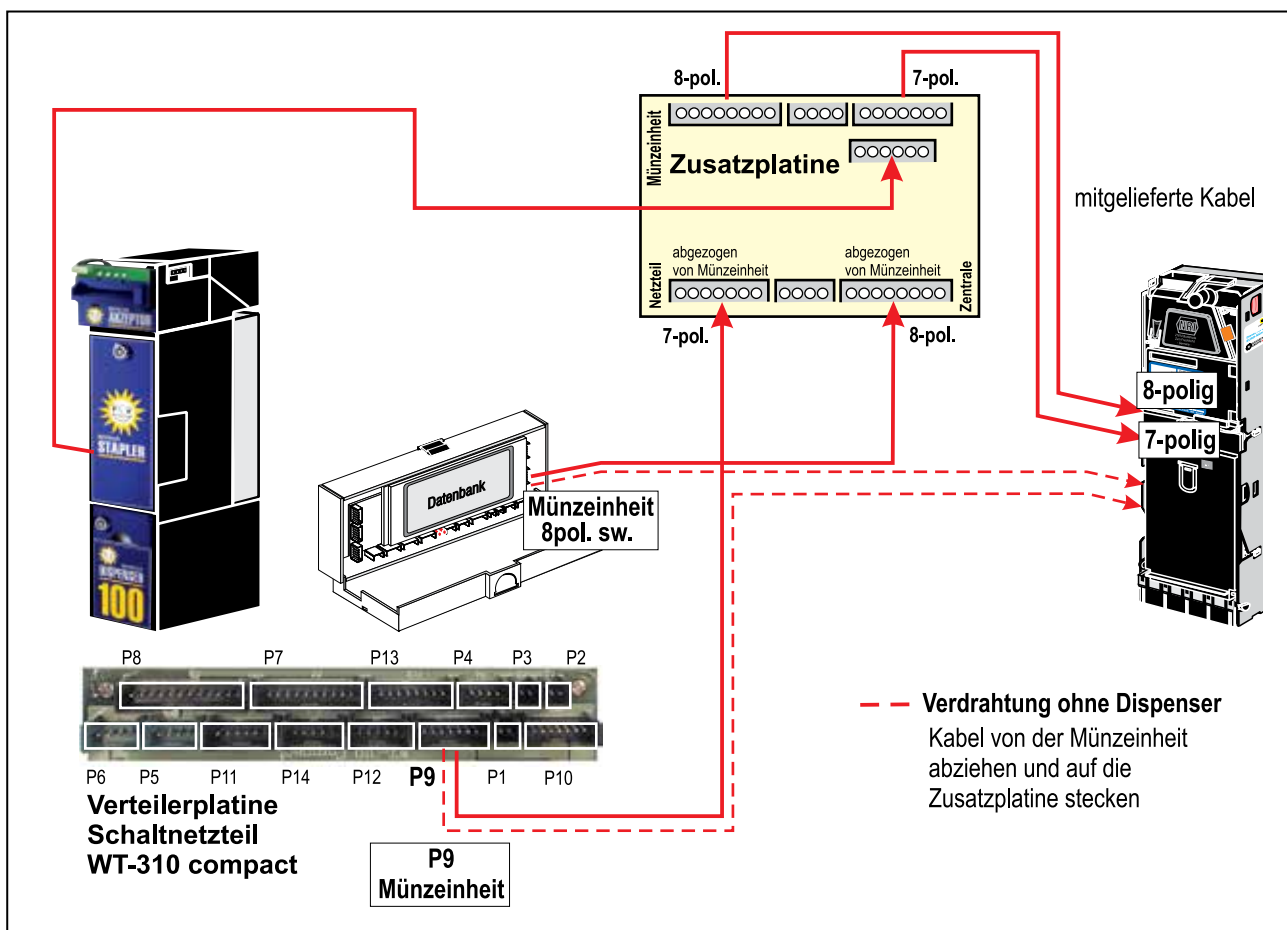 8-pol.
7-pol.
Münzeinheit
Zusatzplatine
mitgelieferte Kabel
abgezogen
von Münzeinheit
abgezogen
von Münzeinheit
Netzteil
Zentrale
7-pol.
8-pol.
AKZEPTOR
STAPLER
DISPENSER
100
NRI
8-polig
7-polig
Datenbank
Münzeinheit
8pol. sw.
P8
P7
P13
P4
P3
P2
P6
P5
P11
P14
P12
P9
P1
P10
Verteilerplatine
Schaltnetzteil
WT-310 compact
P9
Münzeinheit
Verdrahtung ohne Dispenser
Kabel von der Münzeinheit
abziehen und auf die
Zusatzplatine stecken